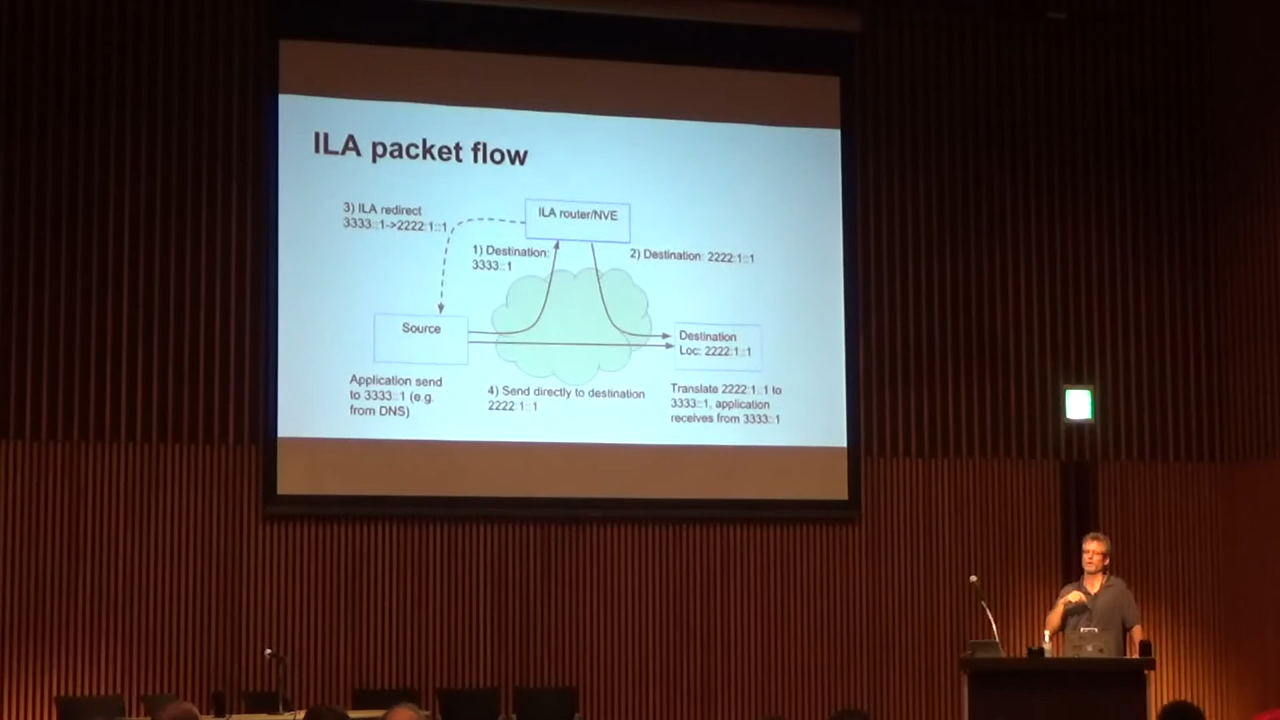 ILA packet flow
3) ILA redirect
3333::1->2222:1::1
ILA router/NVE
1) Destination:
3333::1
2) Destination: 2222:1::1
Source
Destination
Loc: 2222:1::1
Application send
to 3333::1 (e.g.
from DNS)
4) Send directly to destination
2222:1::1
Translate 2222:1::1 to
3333::1, application
receives from 3333::1